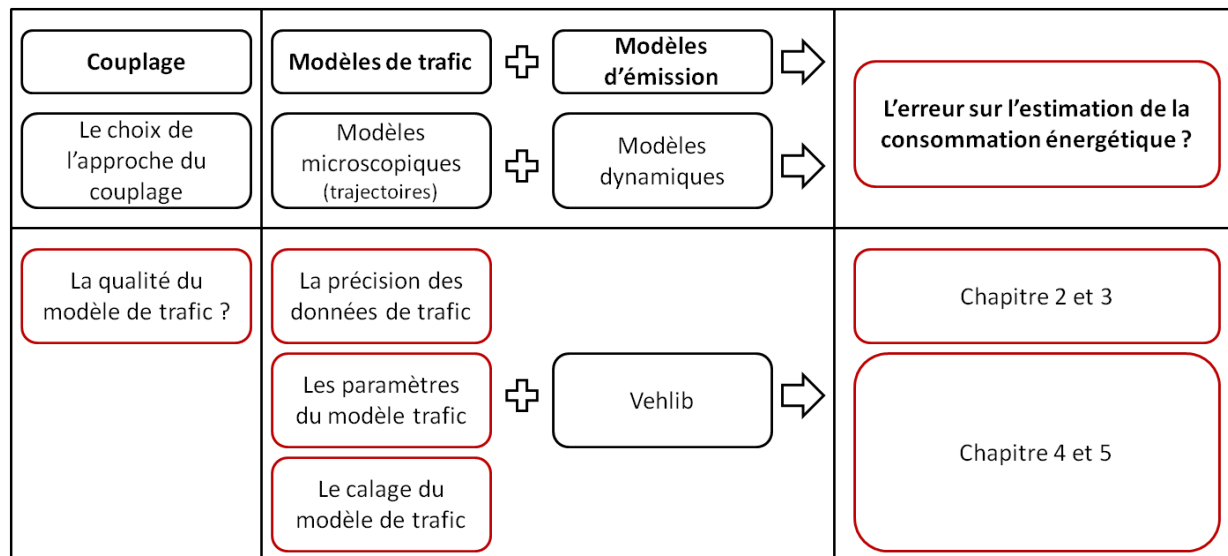 Couplage
Modèles de trafic
Modèles
d'émission
L'erreur sur l'estimation de la
consommation énergétique ?
Le choix de
l'approche du
couplage
Modèles
microscopiques
(trajectoires)
Modèles
dynamiques
La qualité du
modèle de trafic ?
La précision des
données de trafic
Chapitre 2 et 3
Les paramètres
du modèle trafic
Vehlib
Chapitre 4 et 5
Le calage du
modèle de trafic